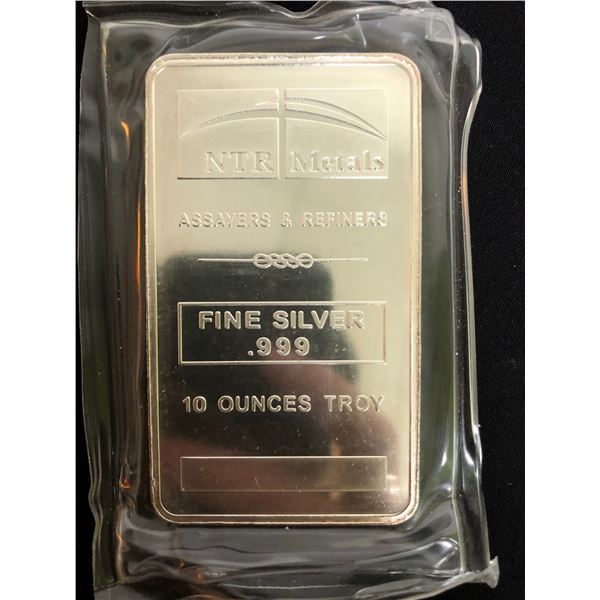 NTR Metals
ASSAYERS & REFINERS
FINE SILVER
.999
10 OUNCES TROY